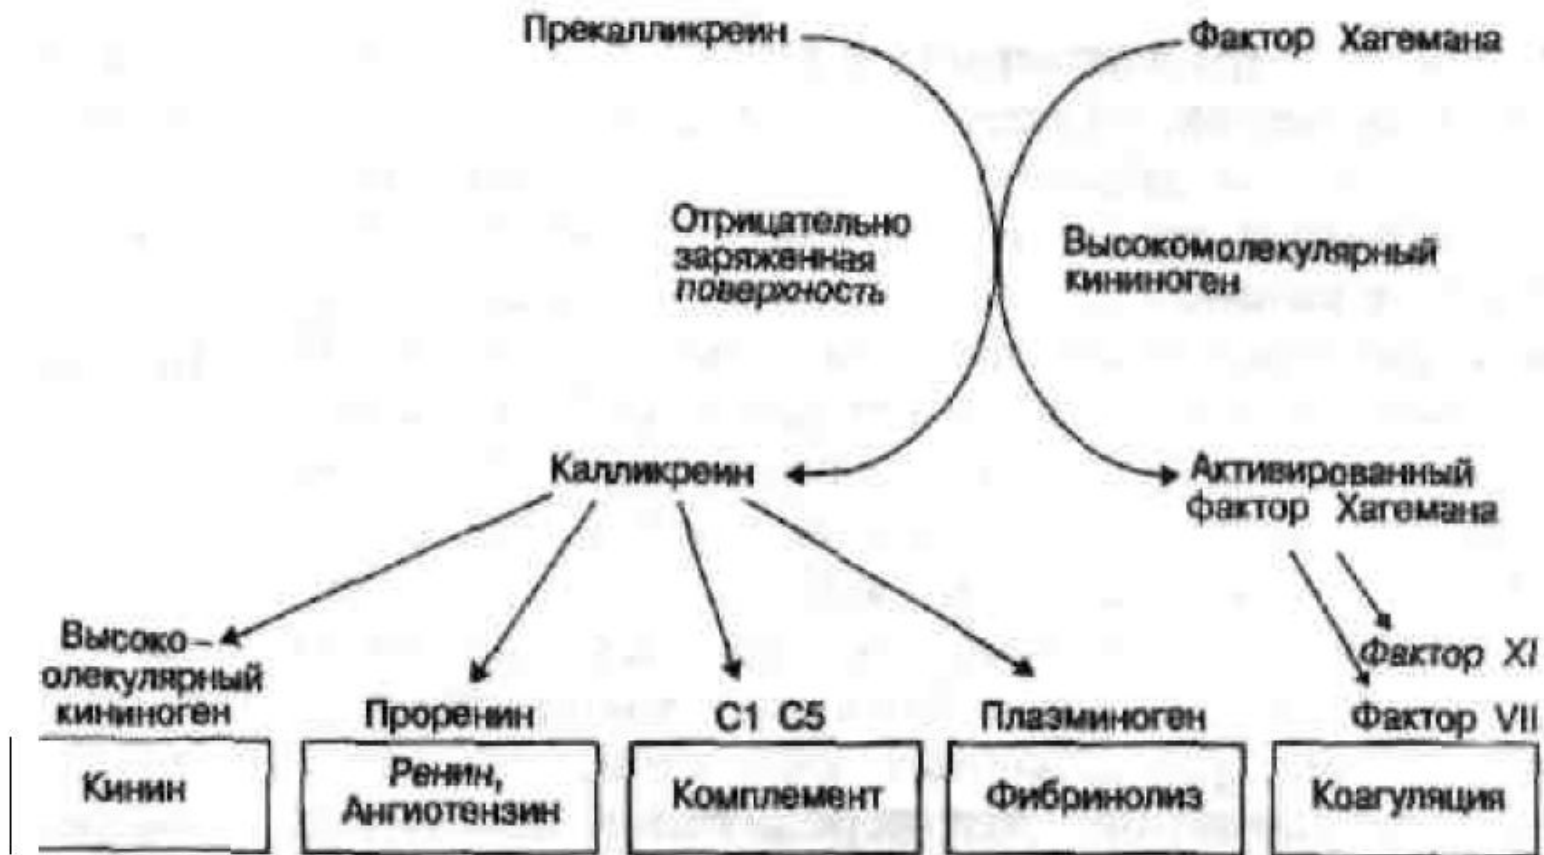 Прекалликреин
Фактор Хагемана
Отрицательно
заряженная
поверхность
Высокомолекулярный
кининоген
Калликреин
Активированный
фактор Хагемана
Высоко-
олекулярный
кининоген
Проренин
С1 С5
Плазминоген
Фактор XI
Фактор VII
Кинин
Ренин,
Ангиотензин
Комплемент
Фибринолиз
Коагуляция